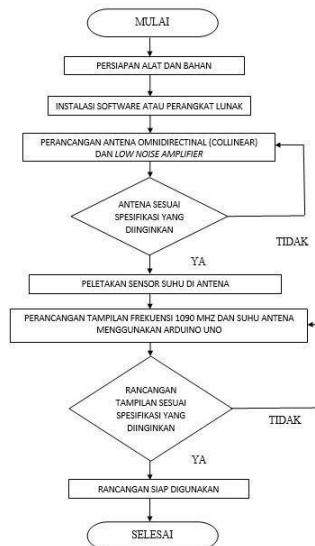 MULAI
PERSIAPAN ALAT DAN BAHAN
INSTALASI SOFTWARE ATAU PERANGKAT LUNAK
PERANCANGAN ANTENA OMNIDIRECTINAL (COLLINEAR)
DAN LOW NOISE AMPLIFIER
ANTENA SESUAI
SPESIFIKASI YANG
DIINGINKAN
TIDAK
YA
PELETAKAN SENSOR SUHU DI ANTENA
PERANCANGAN TAMPILAN FREKUENSI 1090 MHZ DAN SUHU ANTENA
MENGGUNAKAN ARDUINO UNO
RANCANGAN
TAMPILAN SESUAI
SPESIFIKASI YANG
DIINGINKAN
TIDAK
YA
RANCANGAN SIAP DIGUNAKAN
SELESAI